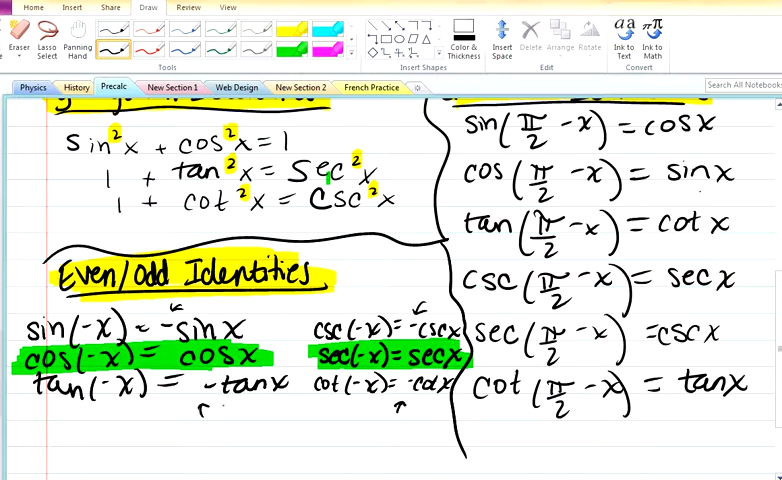 Home Insert Share Draw Review View
Eraser Lasso Select Panning Hand
Color & Thickness
Insert Space Delete Arrange Rotate
Ink to Text Ink to Math
Tools Insert Shapes Edit Convert
Physics History Precalc New Section 1 Web Design New Section 2 French Practice
Search All Notebooks
sin²x + cos²x = 1
1 + tan²x = sec²x
1 + cot²x = csc²x
Even/Odd Identities
sin(-x) = -sinx
cos(-x) = cosx
tan(-x) = -tanx
csc(-x) = -cscx
sec(-x) = secx
cot(-x) = -cotx
sin(π/2 - x) = cosx
cos(π/2 - x) = sinx
tan(π/2 - x) = cotx
csc(π/2 - x) = secx
sec(π/2 - x) = cscx
cot(π/2 - x) = tanx